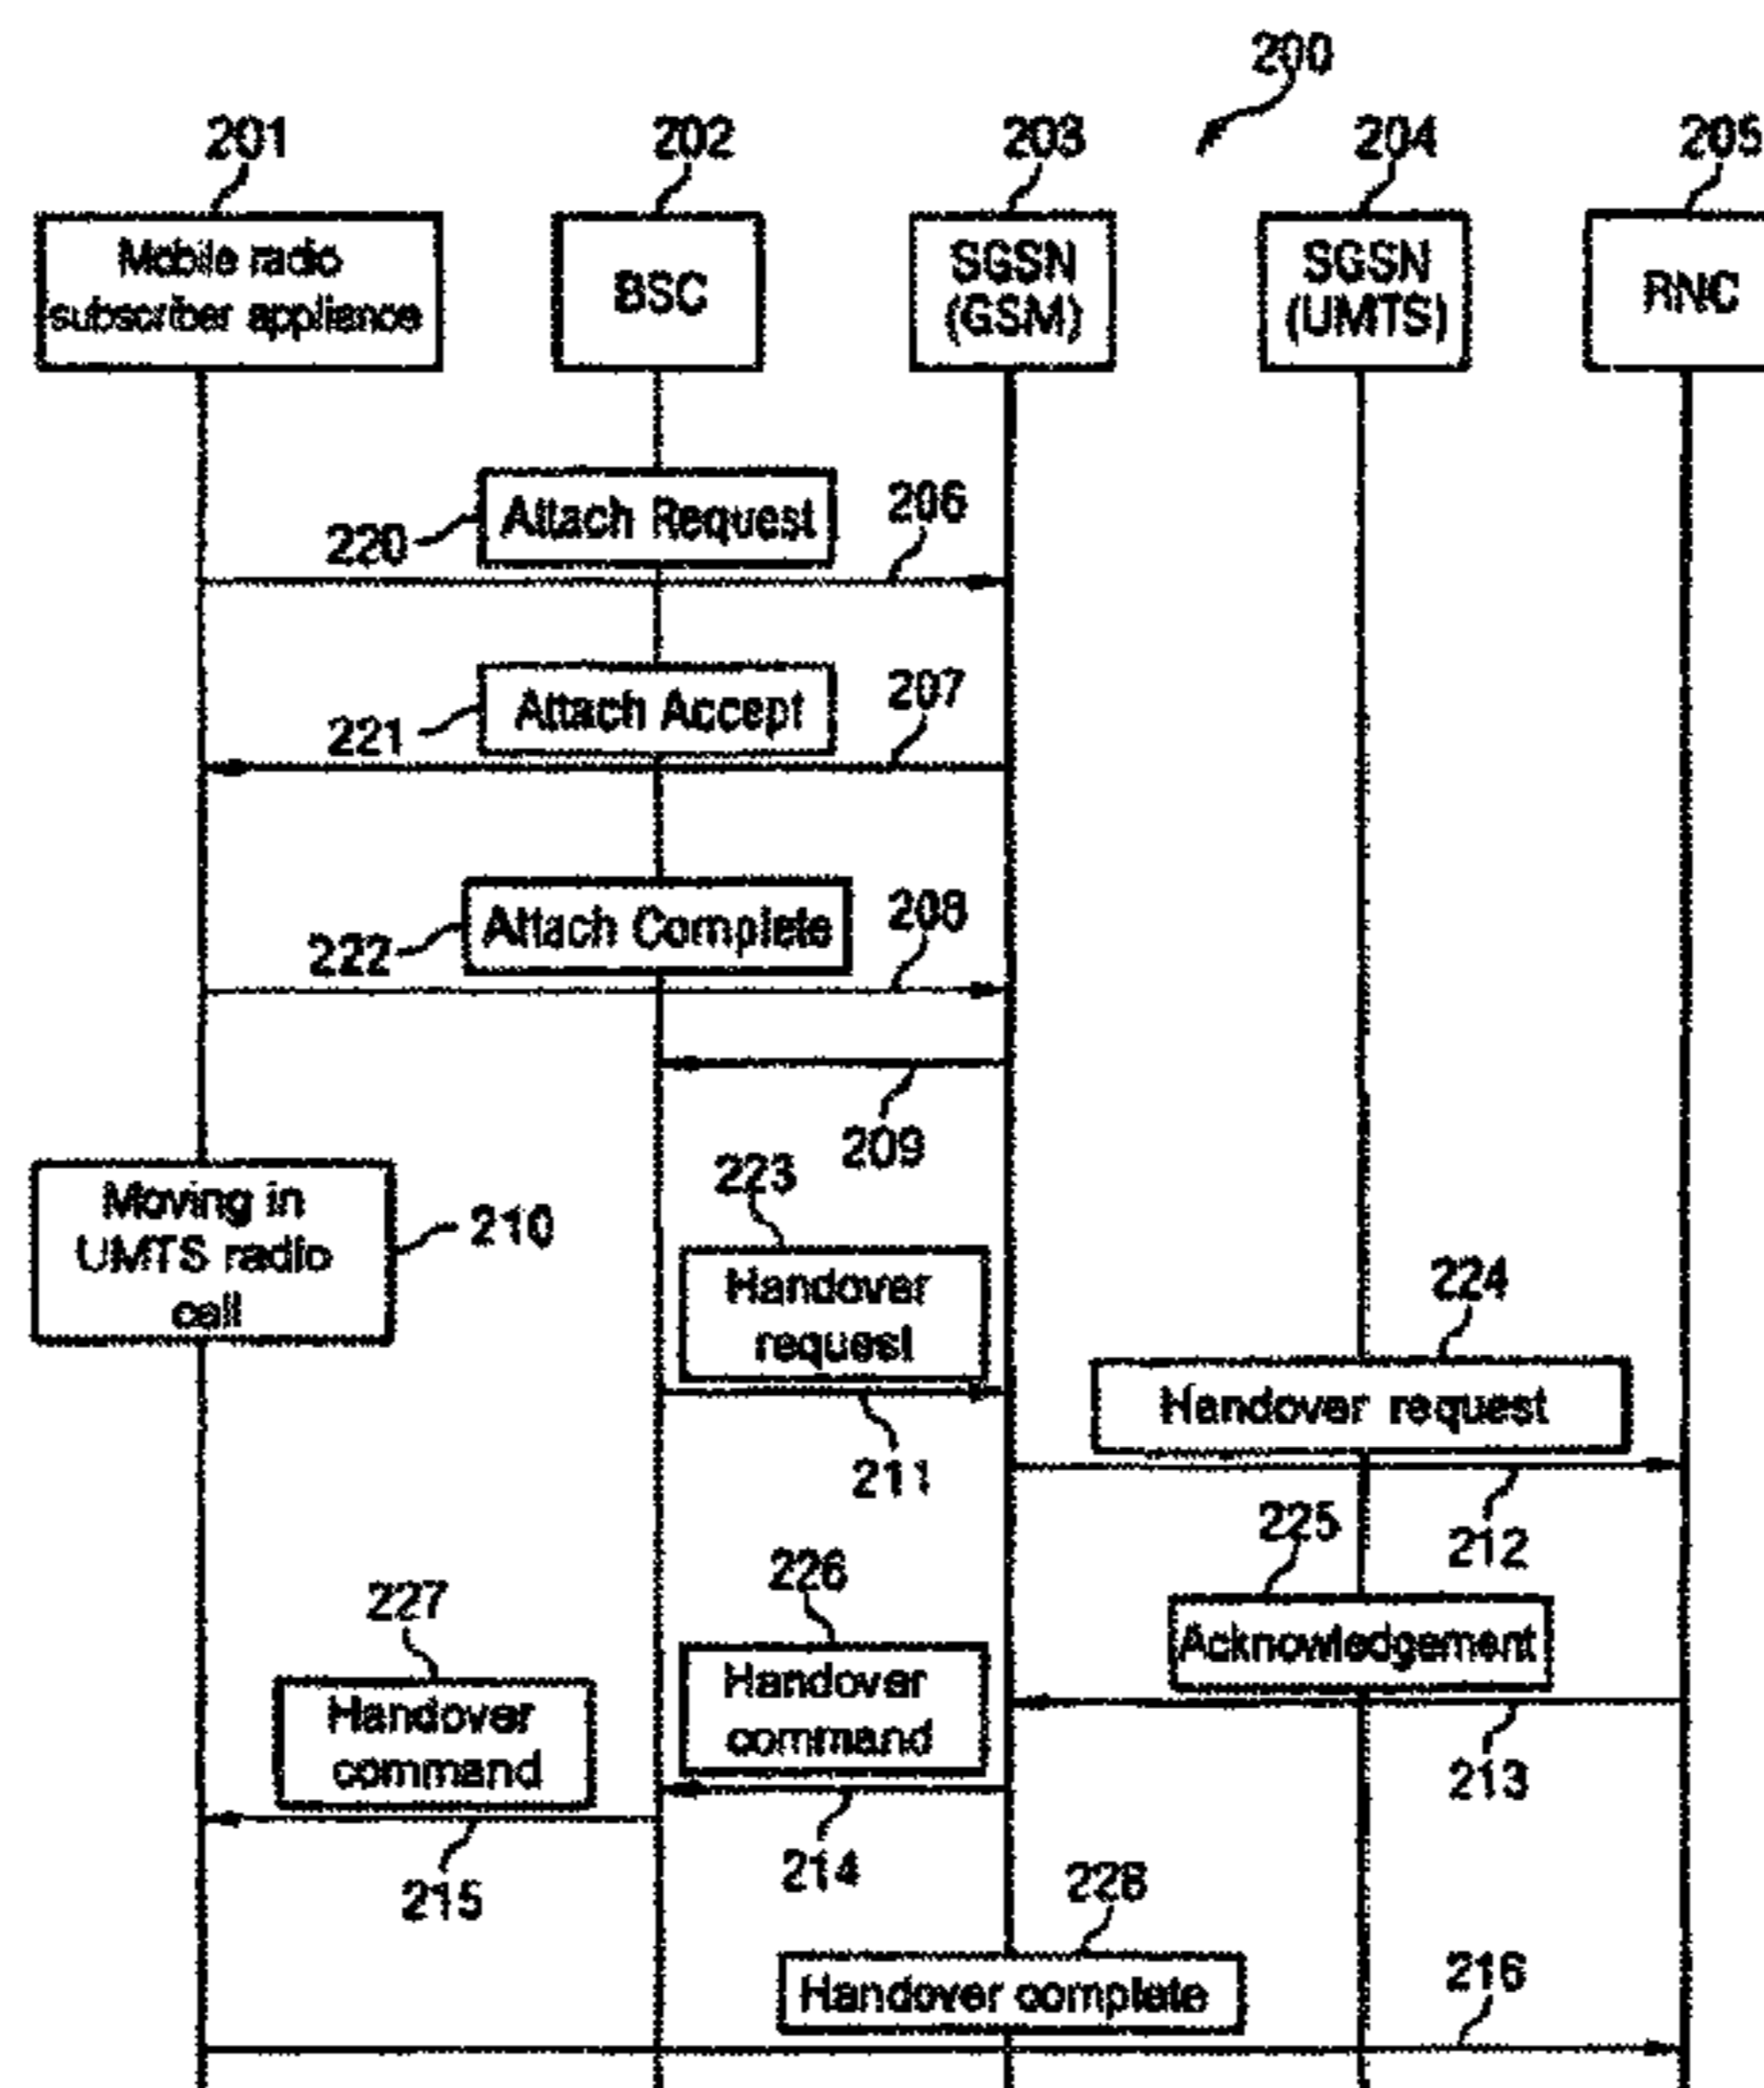 200
201
202
203
204
205
Mobile radio
subscriber appliance
BSC
SGSN
(GSM)
SGSN
(UMTS)
RNC
Attach Request
220
206
Attach Accept
221
207
Attach Complete
222
208
209
Moving in
UMTS radio
cell
210
223
Handover
request
211
224
Handover request
212
225
Acknowledgement
213
226
Handover
command
214
227
Handover
command
215
228
Handover complete
216